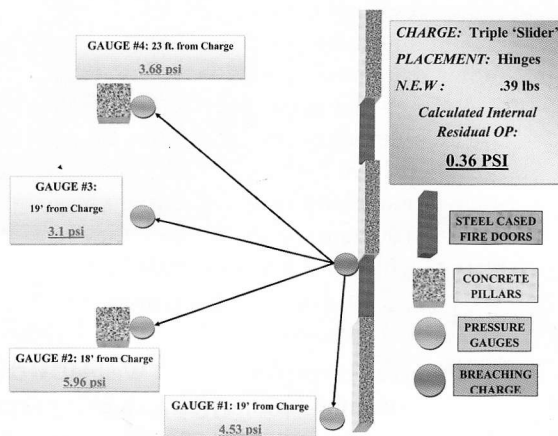 GAUGE #4: 23 ft. from Charge
3.68 psi
CHARGE: Triple 'Slider'
PLACEMENT: Hinges
N.E.W : .39 lbs
Calculated Internal
Residual OP:
0.36 PSI
GAUGE #3:
19' from Charge
3.1 psi
STEEL CASED
FIRE DOORS
CONCRETE
PILLARS
GAUGE #2: 18' from Charge
5.96 psi
PRESSURE
GAUGES
GAUGE #1: 19' from Charge
4.53 psi
BREACHING
CHARGE